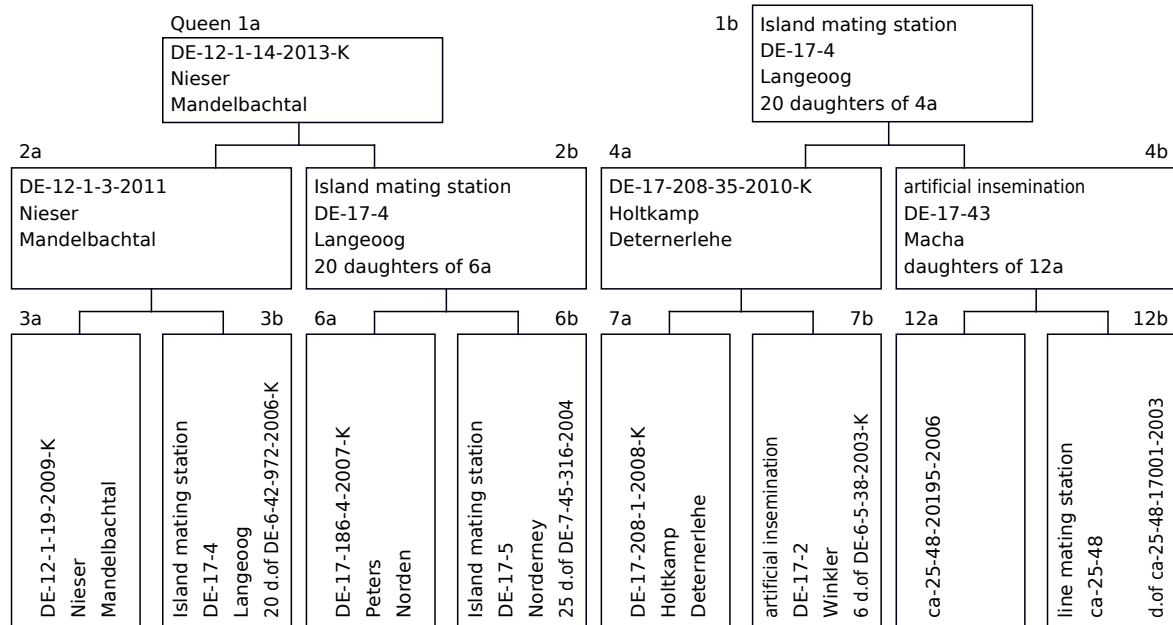 Queen 1a
DE-12-1-14-2013-K
Nieser
Mandelbachtal
1b
Island mating station
DE-17-4
Langeoog
20 daughters of 4a
2a
DE-12-1-3-2011
Nieser
Mandelbachtal
2b
Island mating station
DE-17-4
Langeoog
20 daughters of 6a
4a
DE-17-208-35-2010-K
Holtkamp
Deternerlehe
4b
artificial insemination
DE-17-43
Macha
daughters of 12a
3a
DE-12-1-19-2009-K
Nieser
Mandelbachtal
3b
Island mating station
DE-17-4
Langeoog
20 d.of DE-6-42-972-2006-K
6a
DE-17-186-4-2007-K
Peters
Norden
6b
Island mating station
DE-17-5
Norderney
25 d.of DE-7-45-316-2004
7a
DE-17-208-1-2008-K
Holtkamp
Deternerlehe
7b
artificial insemination
DE-17-2
Winkler
6 d.of DE-6-5-38-2003-K
12a
ca-25-48-20195-2006
12b
line mating station
ca-25-48
d.of ca-25-48-17001-2003